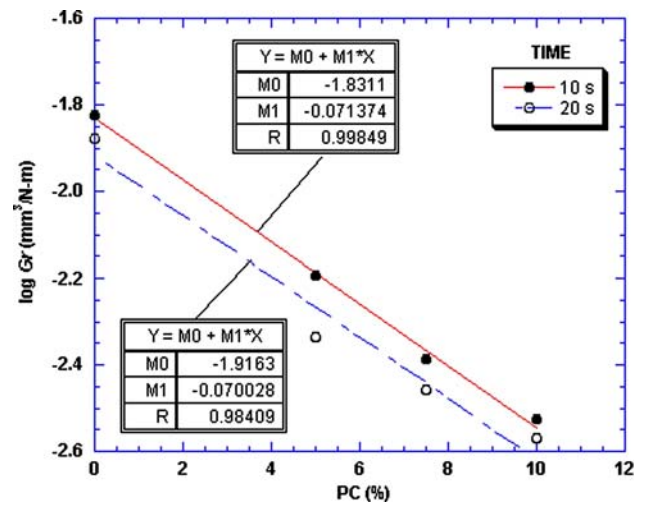 -1.6
-1.8
-2.0
-2.2
-2.4
-2.6
log Gr (mm³/N-m)
0 2 4 6 8 10 12
PC (%)
TIME
10 s
20 s
Y = M0 + M1*X
M0 -1.8311
M1 -0.071374
R 0.99849
Y = M0 + M1*X
M0 -1.9163
M1 -0.070028
R 0.98409